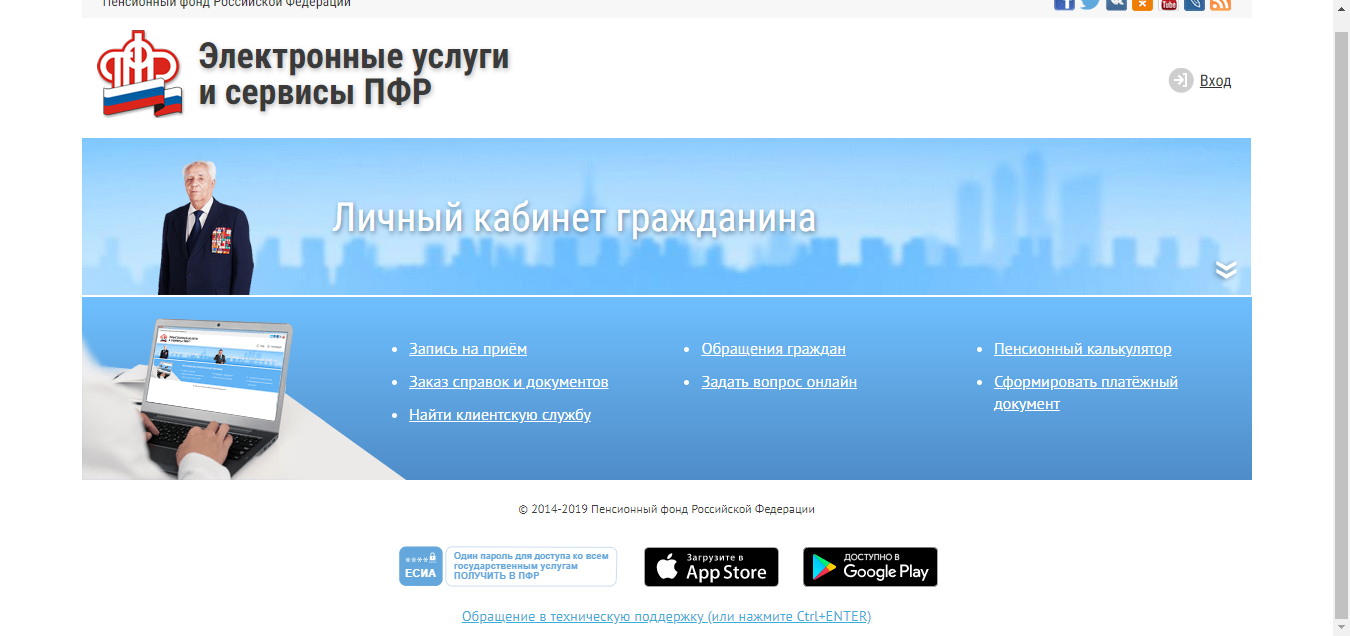 Пенсионный фонд Российской Федерации
Электронные услуги
и сервисы ПФР
Вход
Личный кабинет гражданина
Запись на приём
Заказ справок и документов
Найти клиентскую службу
Обращения граждан
Задать вопрос онлайн
Пенсионный калькулятор
Сформировать платёжный
документ
© 2014-2019 Пенсионный фонд Российской Федерации
****
ЕСИА
Один пароль для доступа ко всем
государственным услугам
ПОЛУЧИТЬ В ПФР
Загрузите в
App Store
ДОСТУПНО В
Google Play
Обращение в техническую поддержку (или нажмите Ctrl+ENTER)